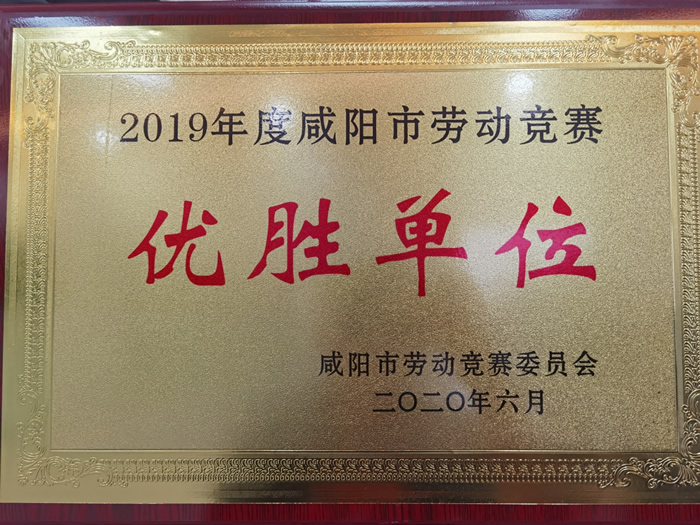 2019年度咸阳市劳动竞赛
优胜单位
咸阳市劳动竞赛委员会
二〇二〇年六月